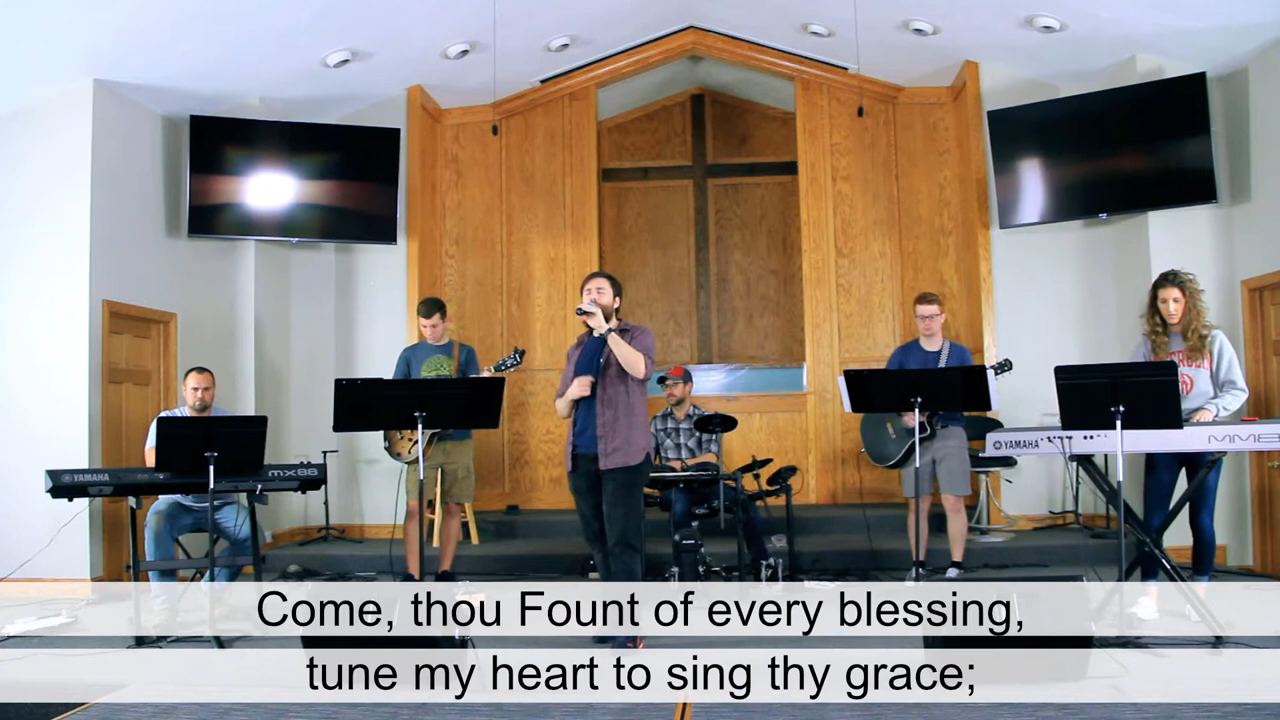 YAMAHA
MX88
YAMAHA
MM8
Come, thou Fount of every blessing,
tune my heart to sing thy grace;